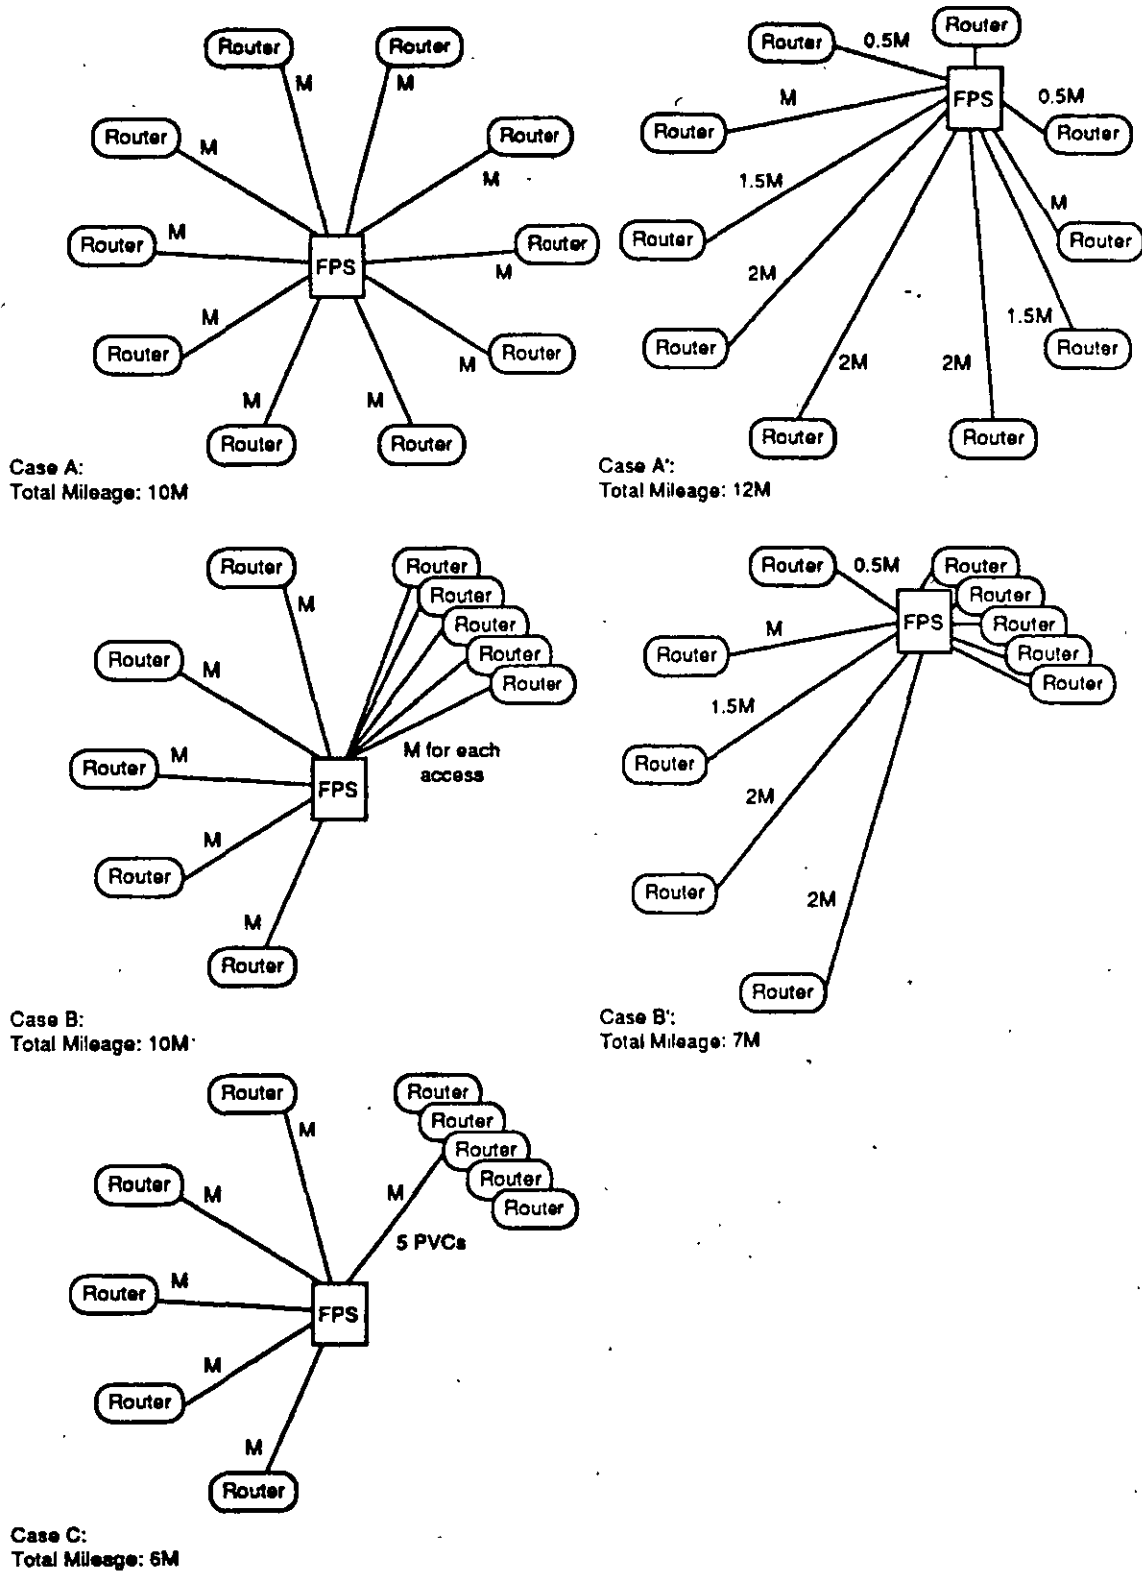 Router
Router
M
M
Router
M
Router
M
Router
M
Router
M
FPS
Router
M
Router
M
Router
M
Router
M
Case A:
Total Mileage: 10M
Router
Router
0.5M
FPS
Router
M
Router
0.5M
Router
1.5M
Router
M
Router
2M
Router
1.5M
Router
2M
Router
2M
Case A':
Total Mileage: 12M
Router
M
Router
Router
Router
Router
Router
M for each
access
Router
M
Router
M
FPS
Router
M
Router
M
Case B:
Total Mileage: 10M
Router
0.5M
Router
Router
Router
Router
Router
FPS
Router
M
Router
1.5M
Router
2M
Router
2M
Case B':
Total Mileage: 7M
Router
M
Router
Router
Router
Router
Router
M
5 PVCs
Router
M
Router
M
FPS
Router
M
Router
M
Case C:
Total Mileage: 6M